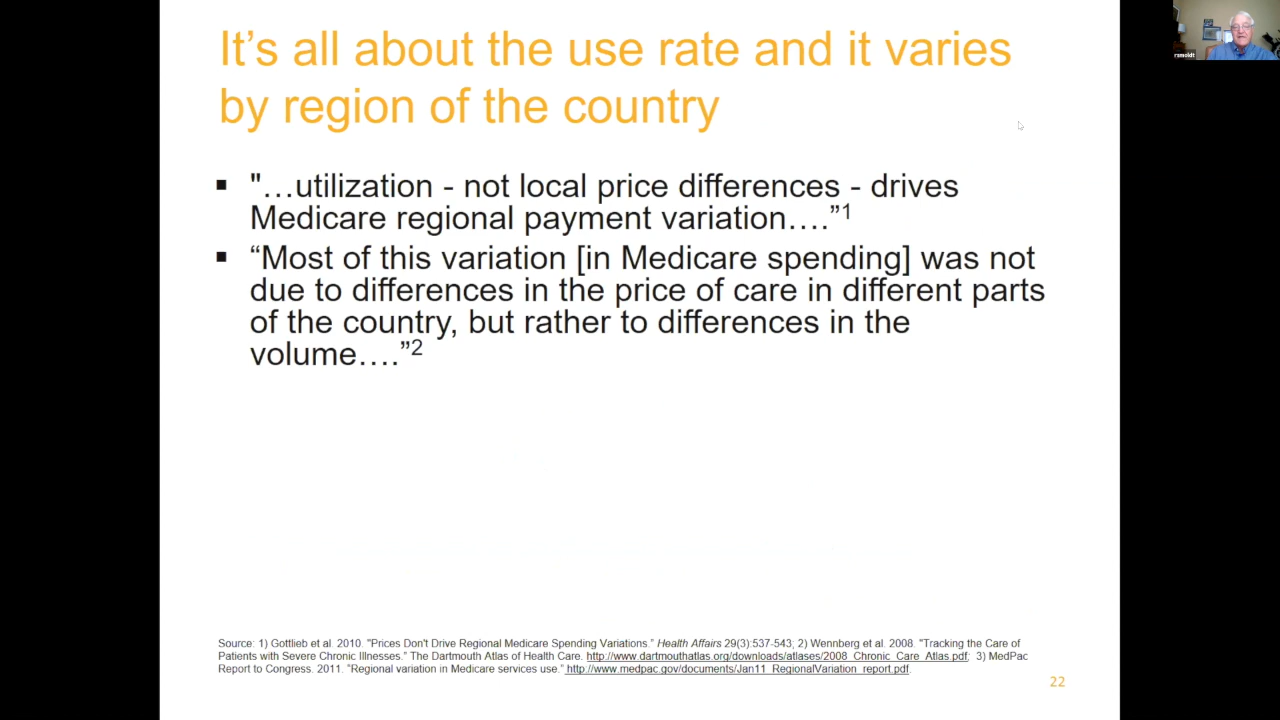 It's all about the use rate and it varies
by region of the country
ramoldt
▪ "…utilization - not local price differences - drives
Medicare regional payment variation….”1
▪ “Most of this variation [in Medicare spending] was not
due to differences in the price of care in different parts
of the country, but rather to differences in the
volume….”2
Source: 1) Gottlieb et al. 2010. "Prices Don't Drive Regional Medicare Spending Variations." Health Affairs 29(3):537-543; 2) Wennberg et al. 2008. "Tracking the Care of
Patients with Severe Chronic Illnesses." The Dartmouth Atlas of Health Care. http://www.dartmouthatlas.org/downloads/atlases/2008_Chronic_Care_Atlas.pdf; 3) MedPac
Report to Congress. 2011. "Regional variation in Medicare services use." http://www.medpac.gov/documents/Jan11_RegionalVariation_report.pdf.
22